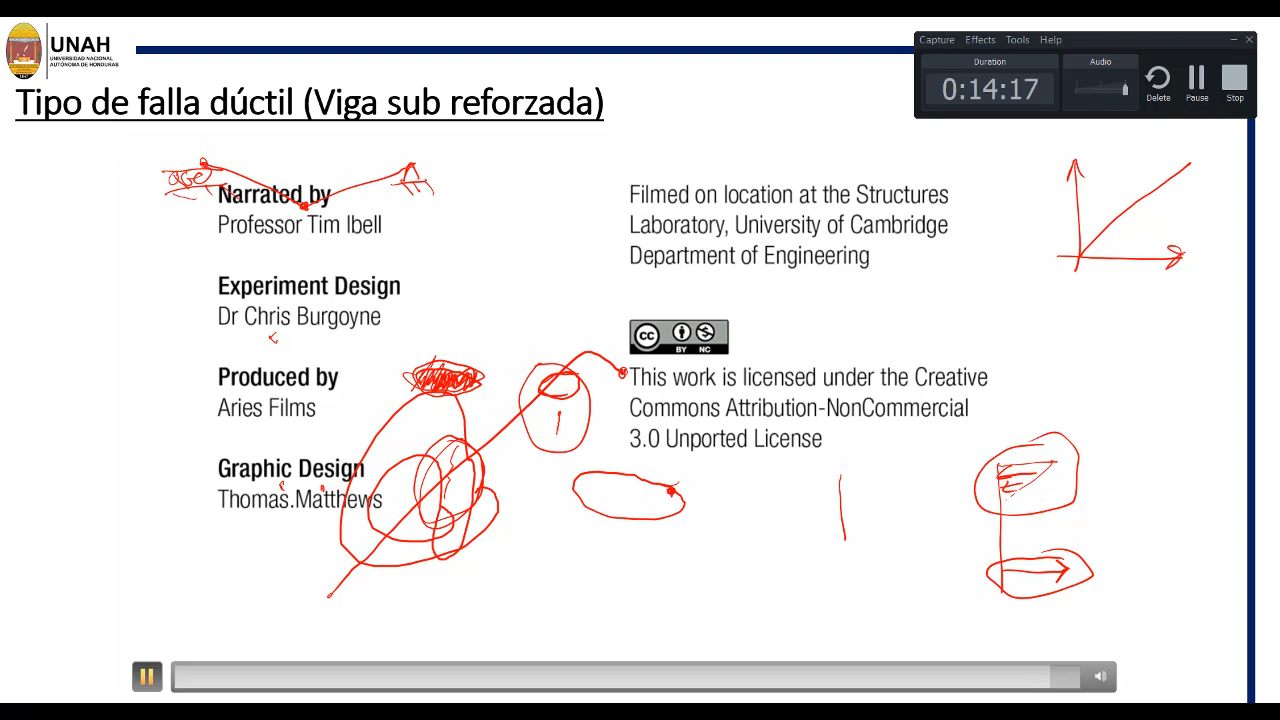 UNAH
UNIVERSIDAD NACIONAL
AUTÓNOMA DE HONDURAS
Tipo de falla dúctil (Viga sub reforzada)
Capture Effects Tools Help
Duration
0:14:17
Audio
Delete
Pause
Stop
Narrated by
Professor Tim Ibell
Experiment Design
Dr Chris Burgoyne
Produced by
Aries Films
Graphic Design
Thomas.Matthews
Filmed on location at the Structures
Laboratory, University of Cambridge
Department of Engineering
CC
BY NC
This work is licensed under the Creative
Commons Attribution-NonCommercial
3.0 Unported License